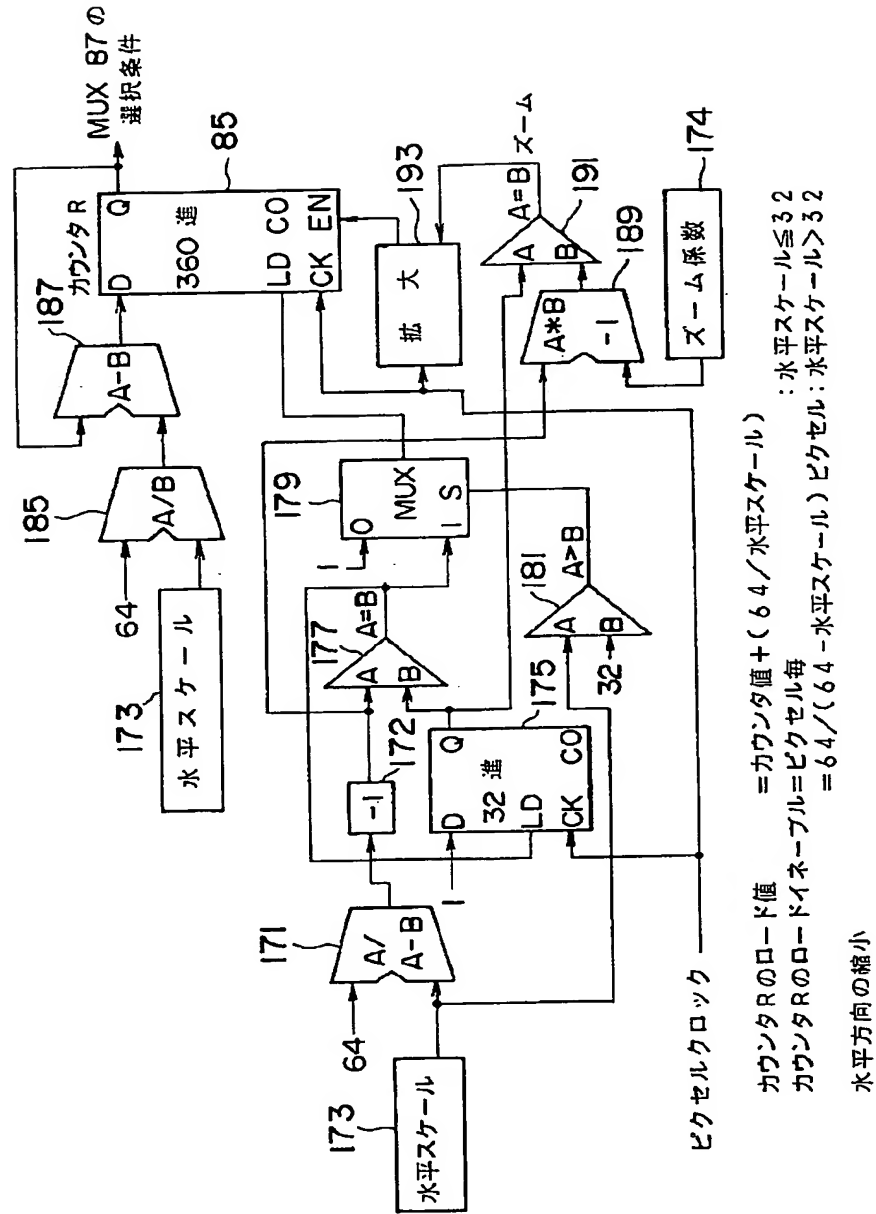 MUX 87の
選択条件
カウンタ R
187
D
Q
360 進
85
LD CO
CK EN
A-B
185
A/B
64
173
水平スケール
193
拡 大
ズーム
A=B
191
A
B
189
A*B
-1
174
ズーム係数
179
1
0
MUX
1 S
177
A=B
A
B
181
A>B
A
B
32
172
-1
175
D
Q
32 進
LD
CK
CO
1
171
A/
A-B
64
173
水平スケール
ピクセルクロック
カウンタRのロード値 =カウンタ値+(64/水平スケール)
カウンタRのロードイネーブル=ピクセル毎 :水平スケール≦32
=64/(64-水平スケール)ピクセル:水平スケール>32
水平方向の縮小